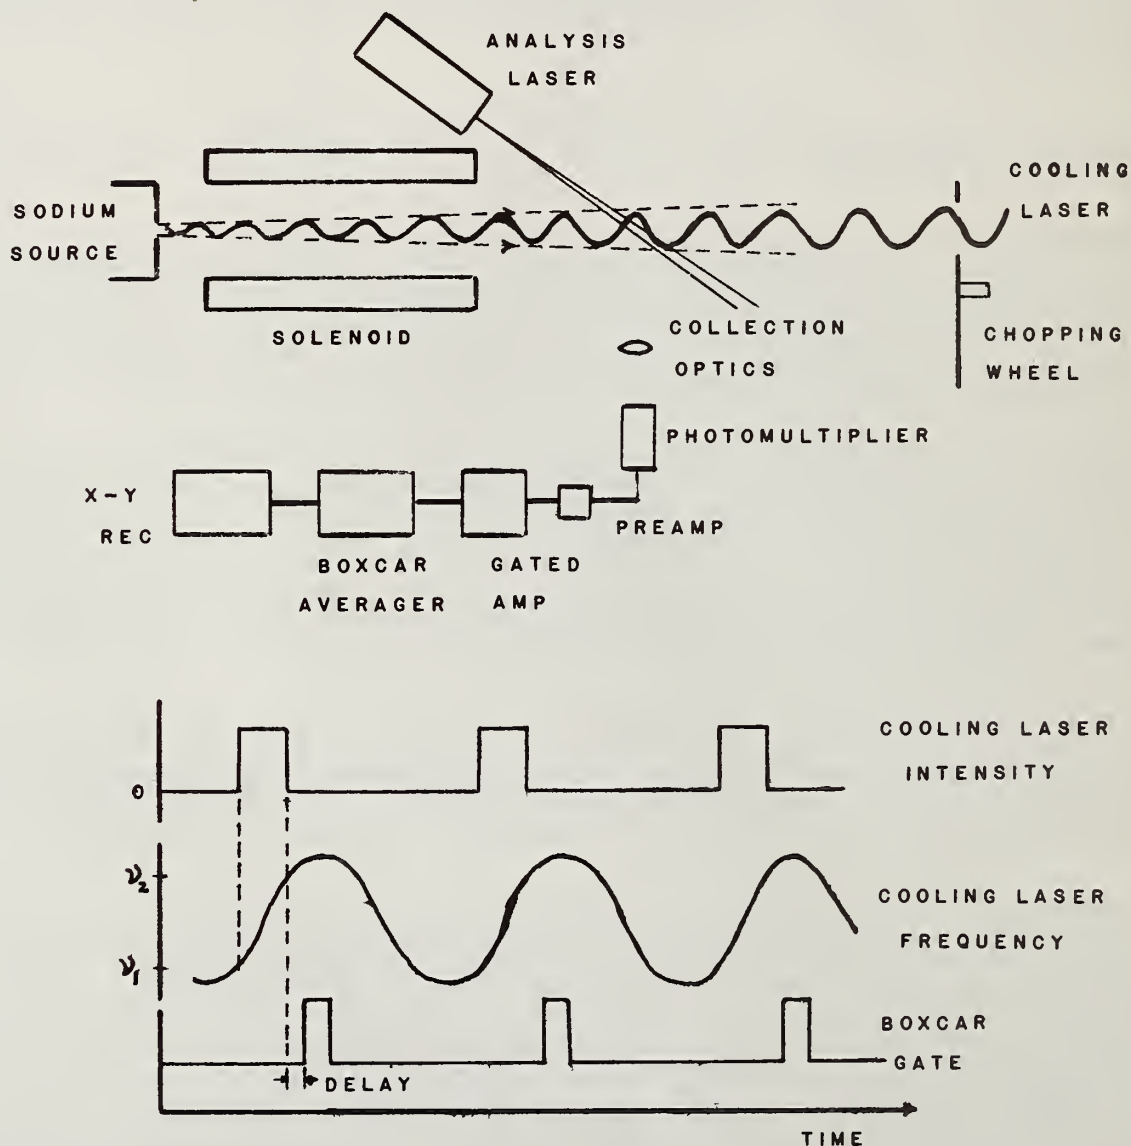 ANALYSIS
LASER
COOLING
LASER
SODIUM
SOURCE
SOLENOID
COLLECTION
OPTICS
CHOPPING
WHEEL
PHOTOMULTIPLIER
X-Y
REC
PREAMP
BOXCAR
AVERAGER
GATED
AMP
COOLING LASER
INTENSITY
0
ν₂
COOLING LASER
FREQUENCY
ν₁
BOXCAR
GATE
DELAY
TIME